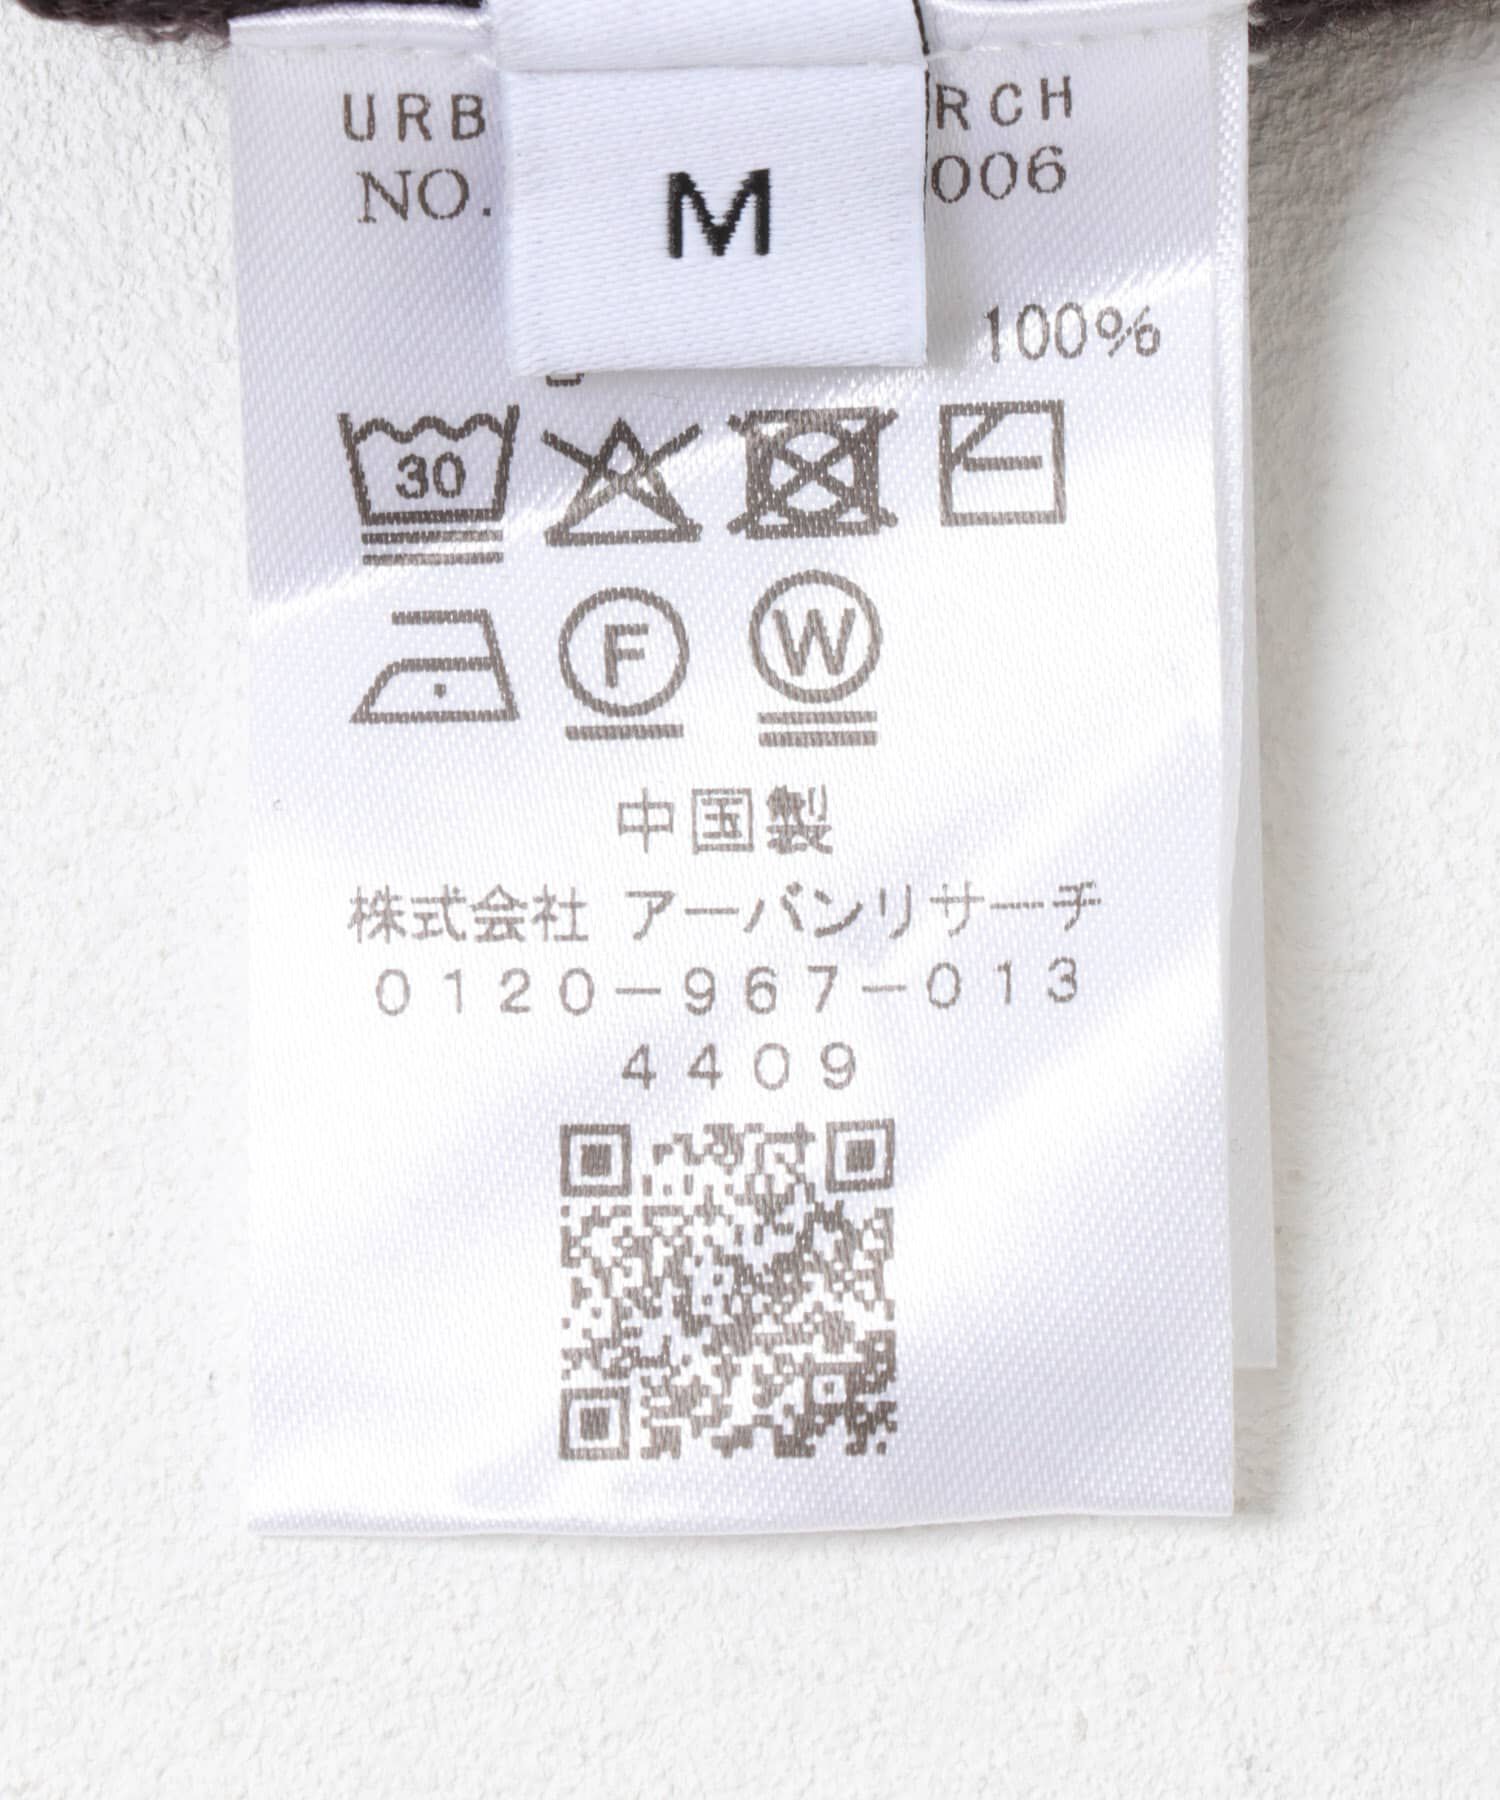 URB RCH
NO. 006
M
100%
30
F W
中国製
株式会社 アーバンリサーチ
0120-967-013
4409